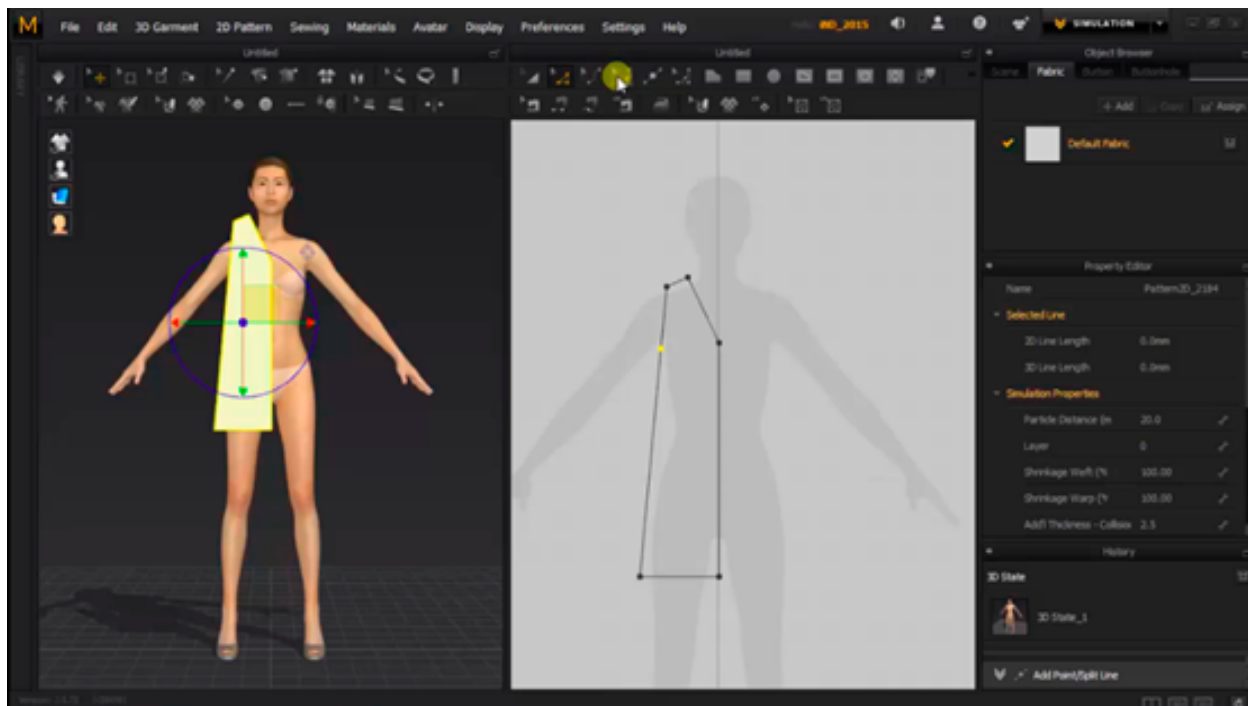 M File Edit 3D Garment 2D Pattern Sewing Materials Avatar Display Preferences Settings Help IND_2015 SIMULATION
Untitled
Untitled
Object Browser
Scene Fabric Button Buttonhole
+ Add Copy Assign
LIBRARY
Default Fabric
Property Editor
Name Pattern2D_2184
Selected Line
2D Line Length 0.0mm
3D Line Length 0.0mm
Simulation Properties
Particle Distance (m 20.0
Layer 0
Shrinkage Weft (% 100.00
Shrinkage Warp (% 100.00
Add'l Thickness - Collision 2.5
History
3D State
3D State_1
Add Point/Split Line